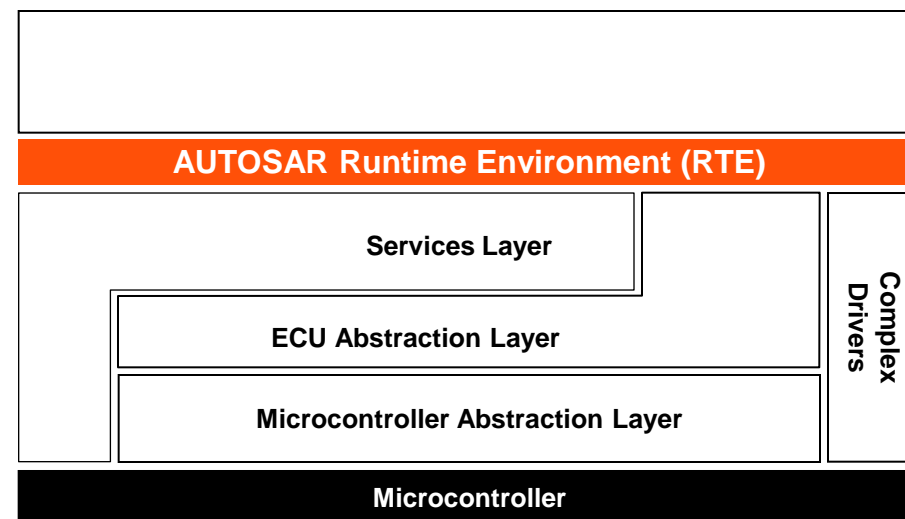 AUTOSAR Runtime Environment (RTE)
Services Layer
ECU Abstraction Layer
Microcontroller Abstraction Layer
Complex
Drivers
Microcontroller